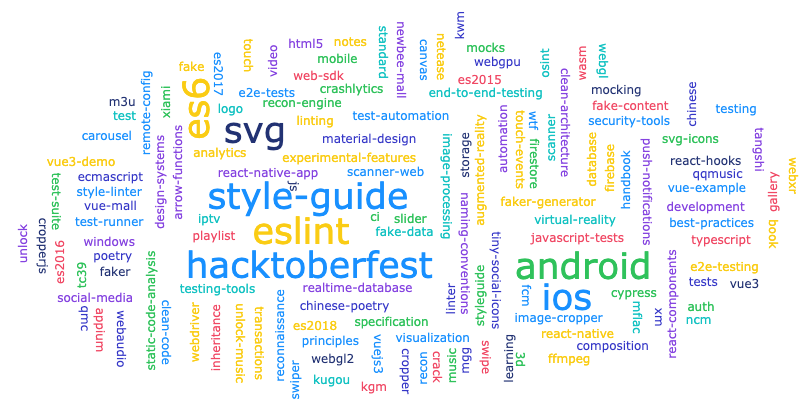 kwm
netease
newbee-mall
standard
touch
video
html5
notes
mobile
canvas
mocks
webgpu
osint
wasm
webgl
es2017
fake
web-sdk
crashlytics
es2015
end-to-end-testing
clean-architecture
mocking
chinese
fake-content
testing
security-tools
m3u
test
remote-config
xiami
es6
e2e-tests
logo
recon-engine
linting
test-automation
automation
touch-events
wtf
firestore
scanner
carousel
svg
material-design
image-processing
storage
augmented-reality
database
firebase
handbook
push-notifications
svg-icons
tangshi
vue3-demo
design-systems
arrow-functions
analytics
experimental-features
react-hooks
qqmusic
webxr
ecmascript
react-native-app
js
scanner-web
vue-example
gallery
test-suite
style-linter
vue-mall
style-guide
naming-conventions
faker-generator
development
test-runner
iptv
ci
slider
virtual-reality
best-practices
book
unlock
cropperjs
es2016
windows
playlist
eslint
fake-data
tiny-social-icons
javascript-tests
typescript
poetry
tc39
faker
static-code-analysis
hacktoberfest
android
react-components
e2e-testing
tests
vue3
social-media
qmc
appium
webaudio
clean-code
testing-tools
realtime-database
linter
styleguide
fcm
ios
cypress
mflac
xm
auth
ncm
chinese-poetry
webdriver
inheritance
unlock-music
transactions
reconnaissance
es2018
specification
image-cropper
principles
vuejs3
visualization
react-native
composition
swiper
webgl2
kugou
kgm
cropper
recon
crack
music
mgg
swipe
learning
3d
ffmpeg